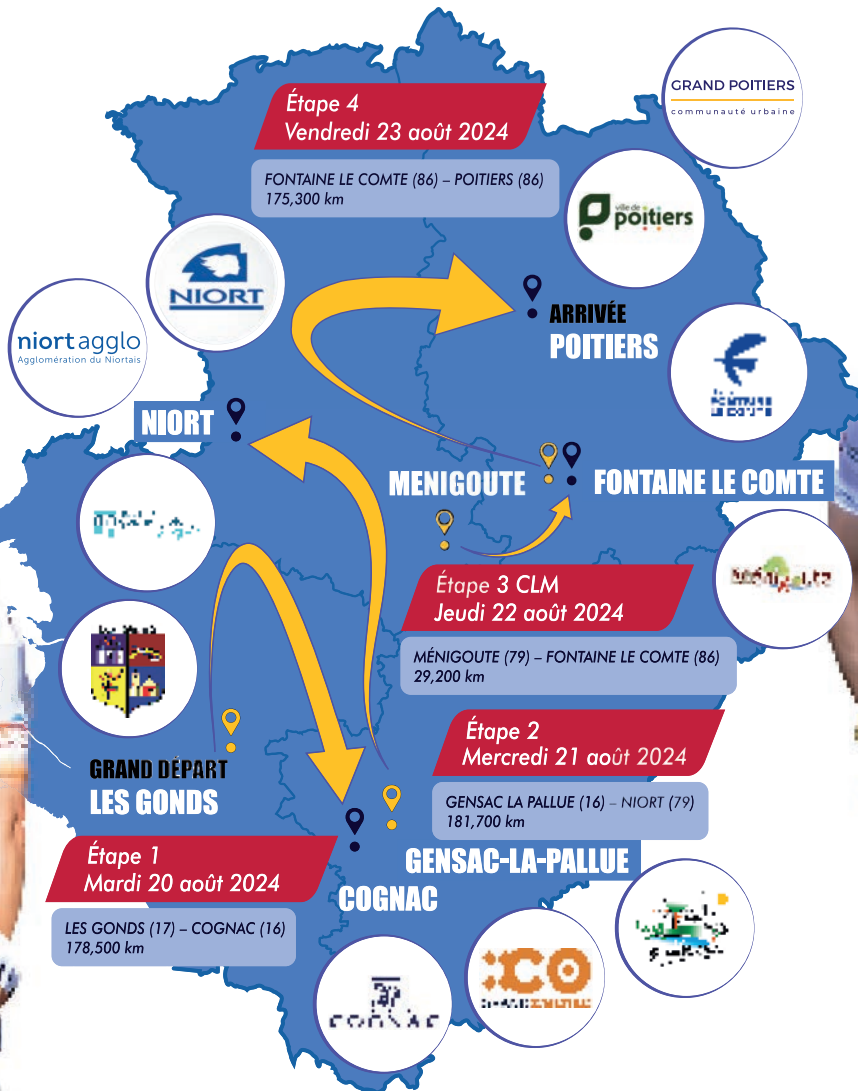 GRAND POITIERS
communauté urbaine
Étape 4
Vendredi 23 août 2024
FONTAINE LE COMTE (86) – POITIERS (86)
175,300 km
ville de
poitiers
NIORT
niort agglo
Agglomération du Niortais
ARRIVÉE
POITIERS
NIORT
MENIGOUTE
FONTAINE LE COMTE
Étape 3 CLM
Jeudi 22 août 2024
MÉNIGOUTE (79) – FONTAINE LE COMTE (86)
29,200 km
Étape 2
Mercredi 21 août 2024
GENSAC LA PALLUE (16) – NIORT (79)
181,700 km
GRAND DÉPART
LES GONDS
GENSAC-LA-PALLUE
COGNAC
Étape 1
Mardi 20 août 2024
LES GONDS (17) – COGNAC (16)
178,500 km
COGNAC